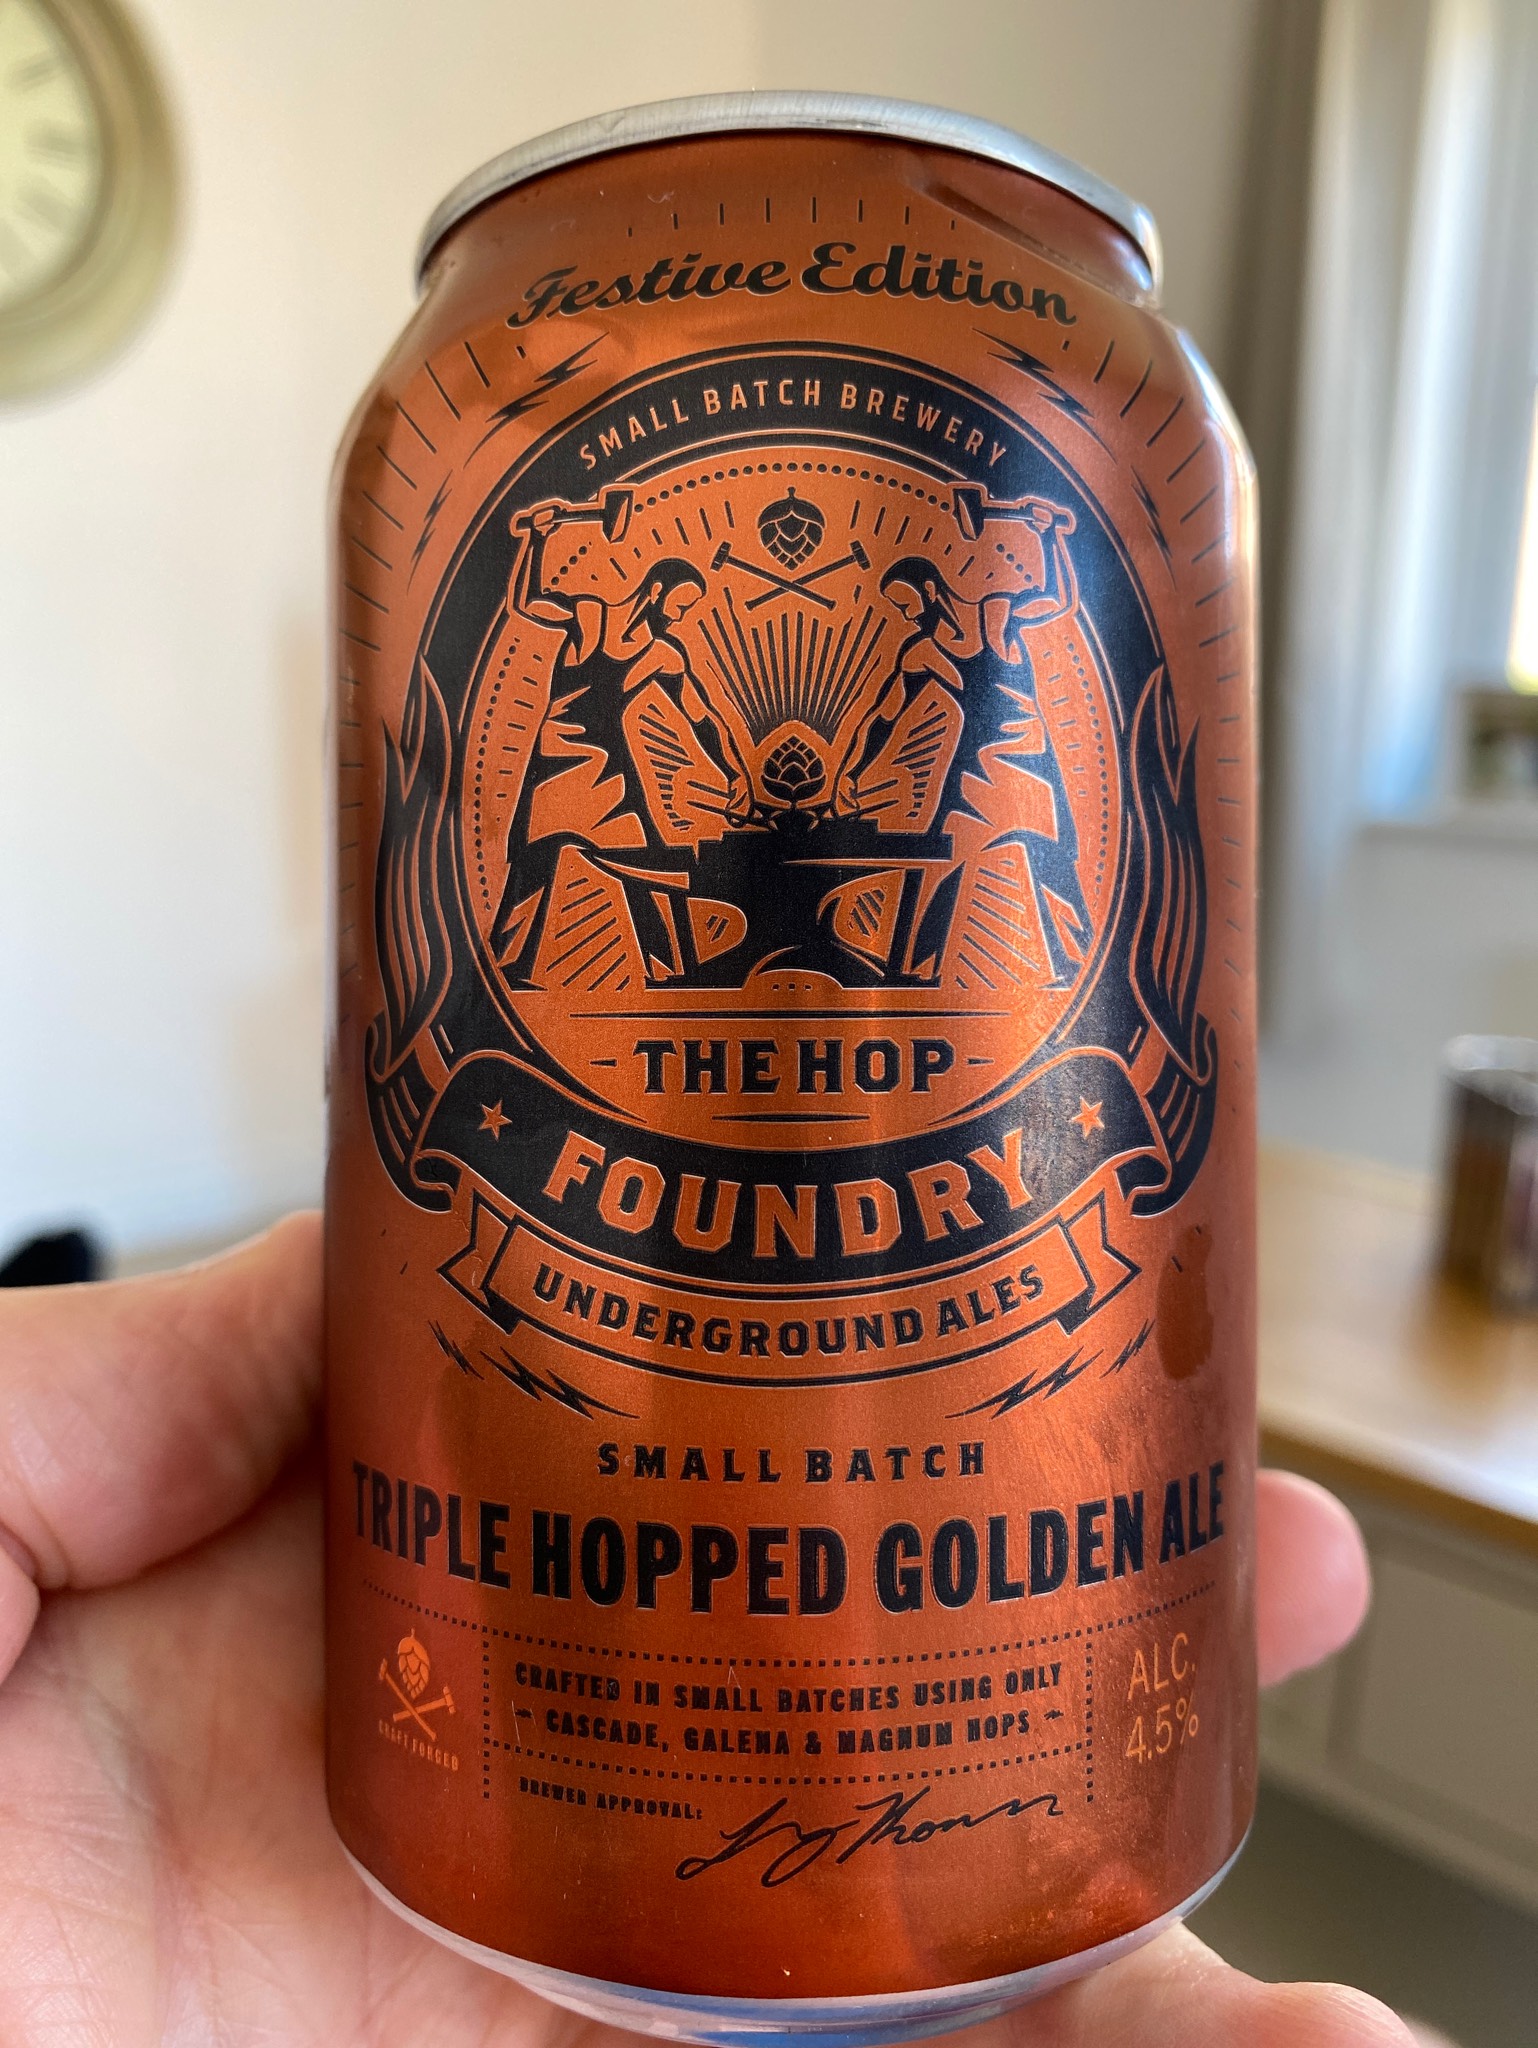 Festive Edition
SMALL BATCH BREWERY
THE HOP
FOUNDRY
UNDERGROUND ALES
SMALL BATCH
TRIPLE HOPPED GOLDEN ALE
CRAFTED IN SMALL BATCHES USING ONLY
CASCADE, GALENA & MAGNUM HOPS
CRAFT FORGED
ALC.
4.5%
BREWER APPROVAL: